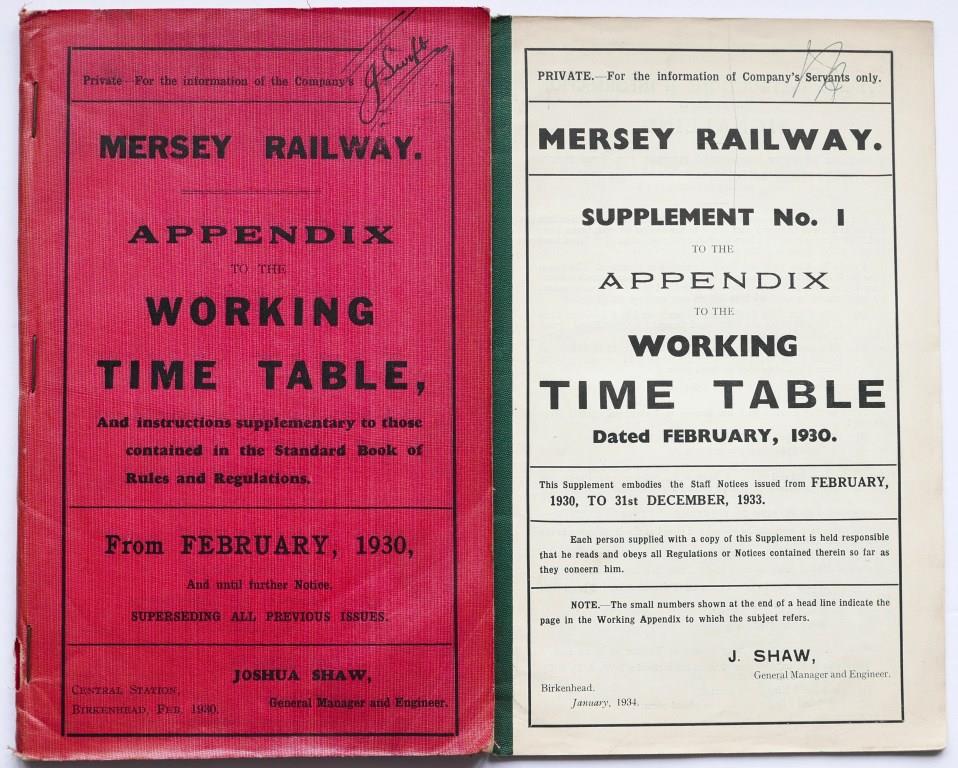 Private—For the information of the Company's
J Swift
MERSEY RAILWAY.
APPENDIX
TO THE
WORKING
TIME TABLE,
And instructions supplementary to those
contained in the Standard Book of
Rules and Regulations.
From FEBRUARY, 1930,
And until further Notice.
SUPERSEDING ALL PREVIOUS ISSUES.
JOSHUA SHAW,
General Manager and Engineer.
CENTRAL STATION,
BIRKENHEAD, FEB. 1930.
PRIVATE.—For the information of Company's Servants only.
MERSEY RAILWAY.
SUPPLEMENT No. 1
TO THE
APPENDIX
TO THE
WORKING
TIME TABLE
Dated FEBRUARY, 1930.
This Supplement embodies the Staff Notices issued from FEBRUARY,
1930, TO 31st DECEMBER, 1933.
Each person supplied with a copy of this Supplement is held responsible
that he reads and obeys all Regulations or Notices contained therein so far as
they concern him.
NOTE.—The small numbers shown at the end of a head line indicate the
page in the Working Appendix to which the subject refers.
J. SHAW,
General Manager and Engineer.
Birkenhead.
January, 1934.